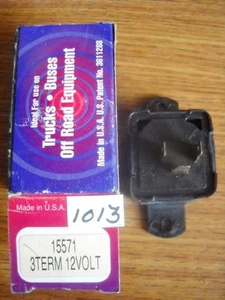 Ideal For use on
Trucks • Buses
Off Road Equipment
Made in U.S.A. U.S. Patent No. 3611288
Made in U.S.A.
1013
15571
3TERM 12VOLT